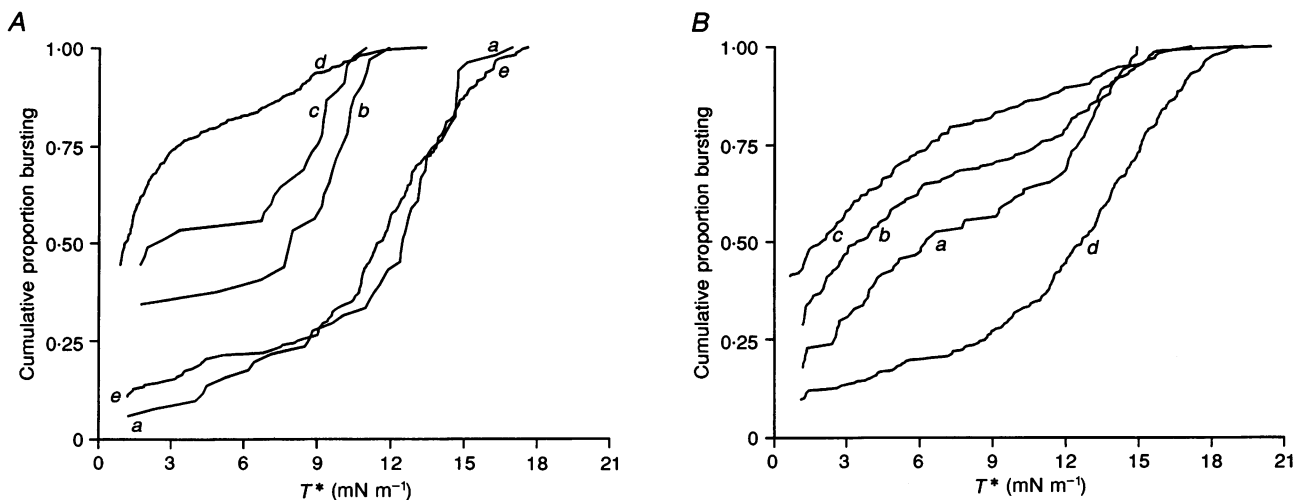 A
Cumulative proportion bursting
1·00
0·75
0·50
0·25
0
0 3 6 9 12 15 18 21
T* (mN m⁻¹)
d
c
b
a
e
e
a
B
Cumulative proportion bursting
1·00
0·75
0·50
0·25
0
0 3 6 9 12 15 18 21
T* (mN m⁻¹)
c
b
a
d